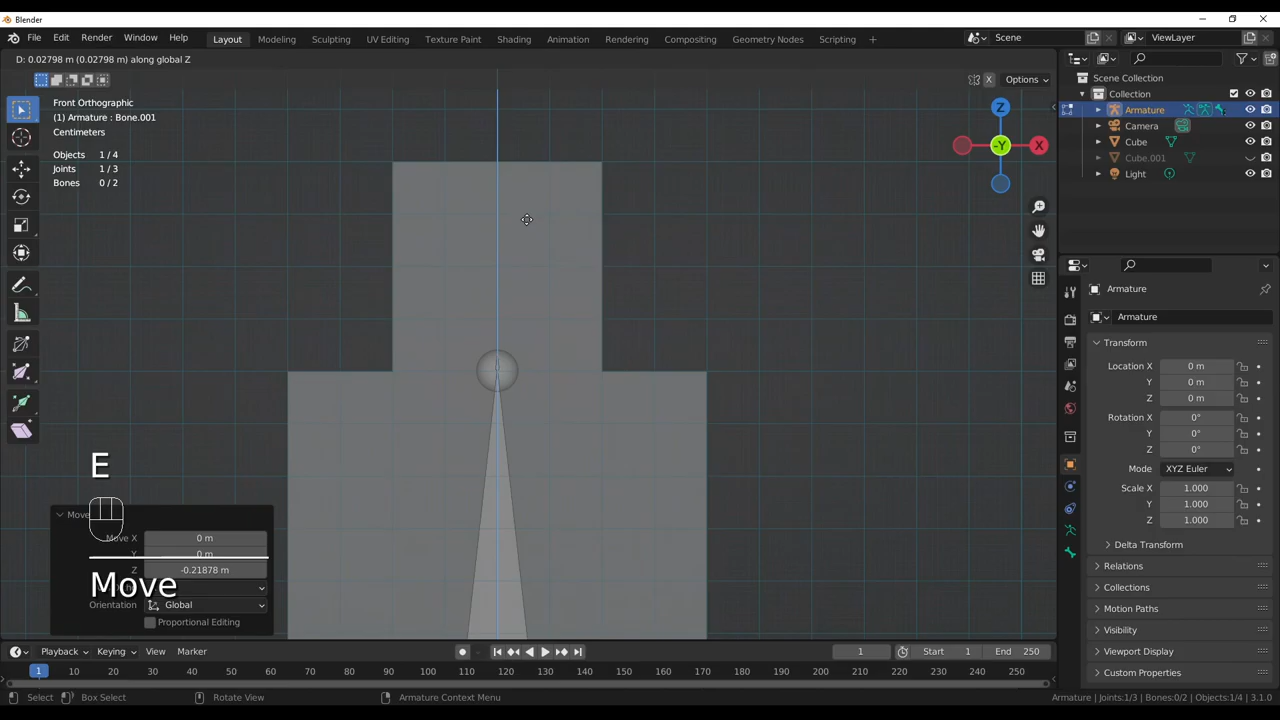 Blender
File Edit Render Window Help Layout Modeling Sculpting UV Editing Texture Paint Shading Animation Rendering Compositing Geometry Nodes Scripting + Scene ViewLayer
D: 0.02798 m (0.02798 m) along global Z
X Options
Front Orthographic
(1) Armature : Bone.001
Centimeters
Objects 1/4
Joints 1/3
Bones 0/2
Z
-Y
X
E
Move
Move X 0 m
Y 0 m
Z -0.21878 m
Orientation Global
Proportional Editing
Move
Scene Collection
Collection
Armature
Camera
Cube
Cube.001
Light
Armature
Armature
Transform
Location X 0 m
Y 0 m
Z 0 m
Rotation X 0°
Y 0°
Z 0°
Mode XYZ Euler
Scale X 1.000
Y 1.000
Z 1.000
Delta Transform
Relations
Collections
Motion Paths
Visibility
Viewport Display
Custom Properties
Playback Keying View Marker 1 Start 1 End 250
1 10 20 30 40 50 60 70 80 90 100 110 120 130 140 150 160 170 180 190 200 210 220 230 240 250
Select Box Select Rotate View Armature Context Menu Armature | Joints:1/3 | Bones:0/2 | Objects:1/4 | 3.1.0